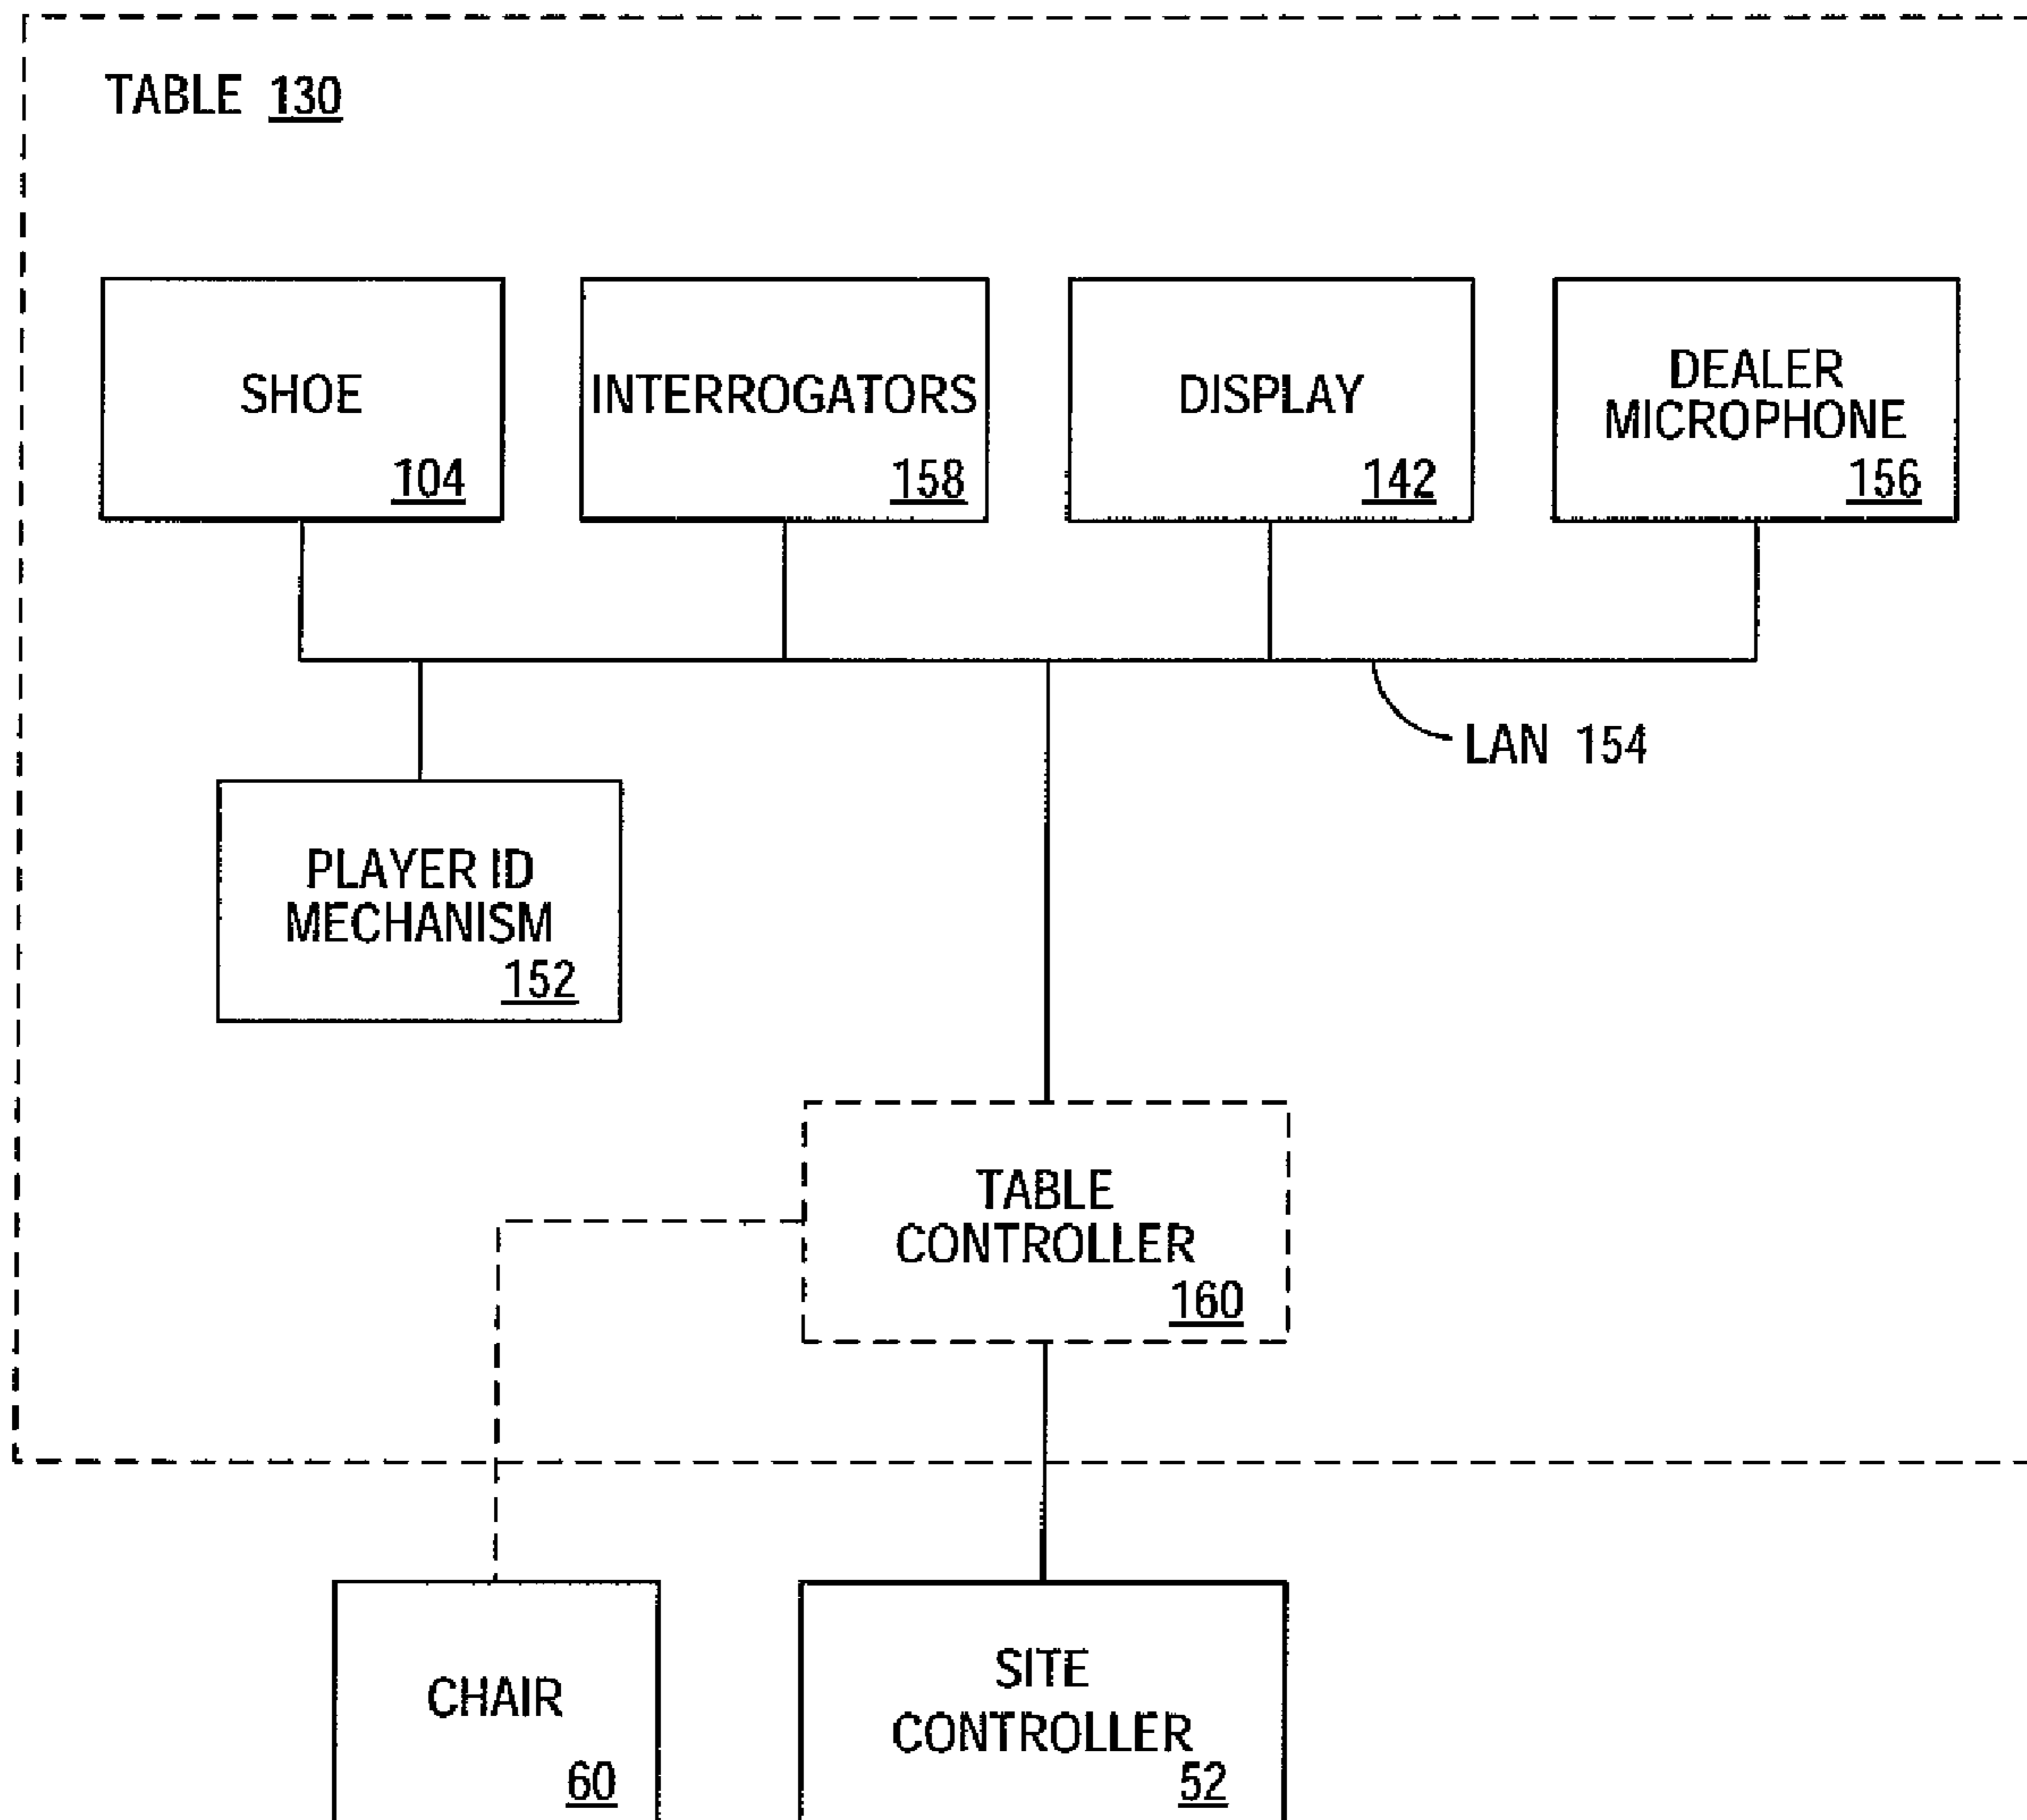 TABLE 130
SHOE
104
INTERROGATORS
158
DISPLAY
142
DEALER
MICROPHONE
156
LAN 154
PLAYER ID
MECHANISM
152
TABLE
CONTROLLER
160
CHAIR
60
SITE
CONTROLLER
52